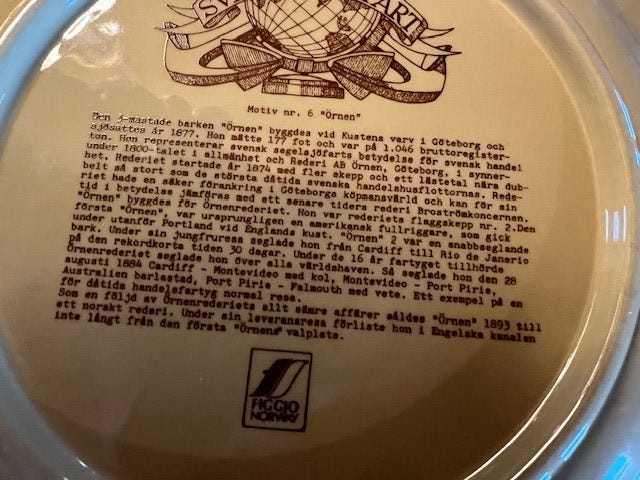 SV
ART
Motiv nr. 6 "Örnen"
Den 3-mastade barken "Örnen" byggdes vid Kustens varv i Göteborg och
sjösattes år 1877. Hon mätte 177 fot och var på 1.046 bruttoregister-
ton. Hon representerar svensk segelsjöfarts betydelse för svensk handel
under 1800-talet i allmänhet och Rederi AB Örnen, Göteborg, i synner-
het. Rederiet startade år 1874 med fler skepp och ett lästetal nära dub-
belt så stort som de största dåtida svenska handelshusflottorna. Rede-
riet hade en säker förankring i Göteborgs köpmansvärld och kan för sin
tid i betydelse jämföras med ett senare tiders rederi Broströmkoncernen.
"Örnen" byggdes för Örnenrederiet. Hon var rederiets flaggskepp nr. 2.Den
första "Örnen", var ursprungligen en amerikansk fullriggare, som gick
under utanför Portland vid Englands kust. "Örnen" 2 var en snabbseglande
bark. Under sin jungfruresa seglade hon från Cardiff till Rio de Janerio
på den rekordkorta tiden 30 dagar. Under de 16 år fartyget tillhörde
Örnenrederiet seglade hon över alla världshaven. Så seglade hon den 28
augusti 1884 Cardiff - Montevideo med kol, Montevideo - Port Pirie,
Australien barlastad, Port Pirie - Falmouth med vete. Ett exempel på en
för dåtida handelsfartyg normal resa.
Som en följd av Örnenrederiets allt sämre affärer såldes "Örnen" 1893 till
ett norskt rederi. Under sin leveransresa förliste hon i Engelska kanalen
inte långt från den första "Örnens" valplats.
FIGGJO
NORWAY